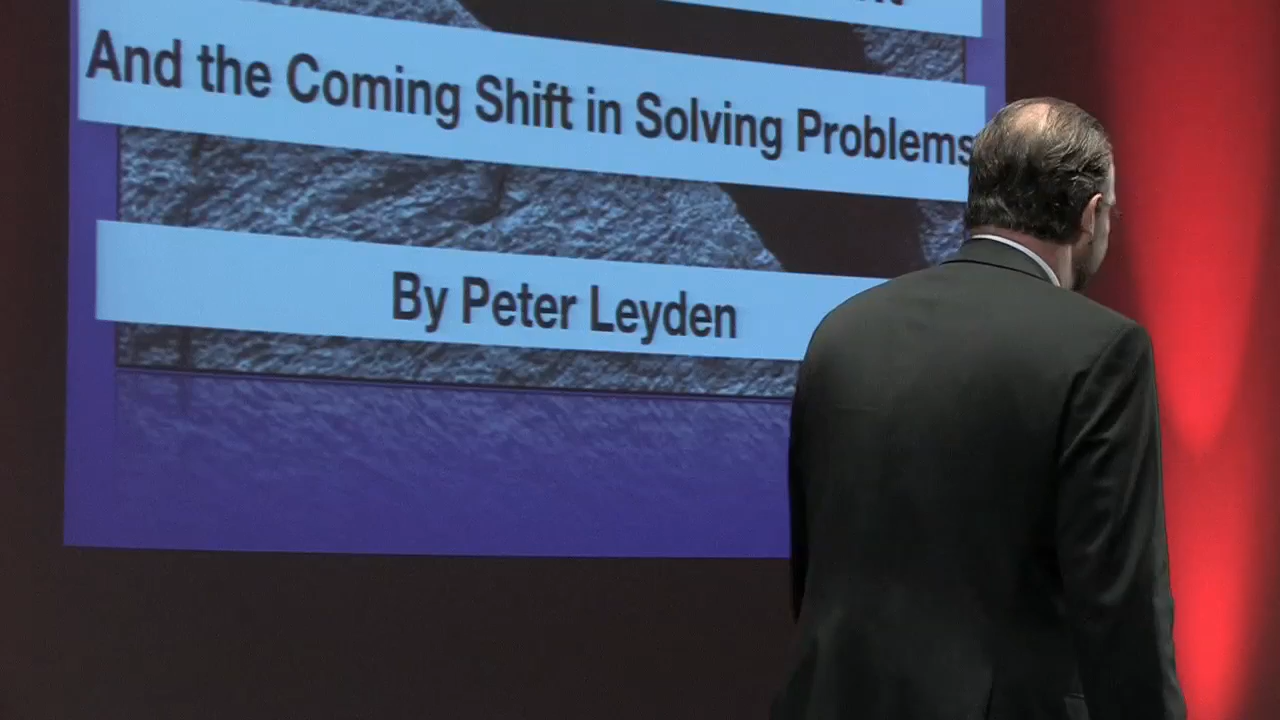 And the Coming Shift in Solving Problems
By Peter Leyden